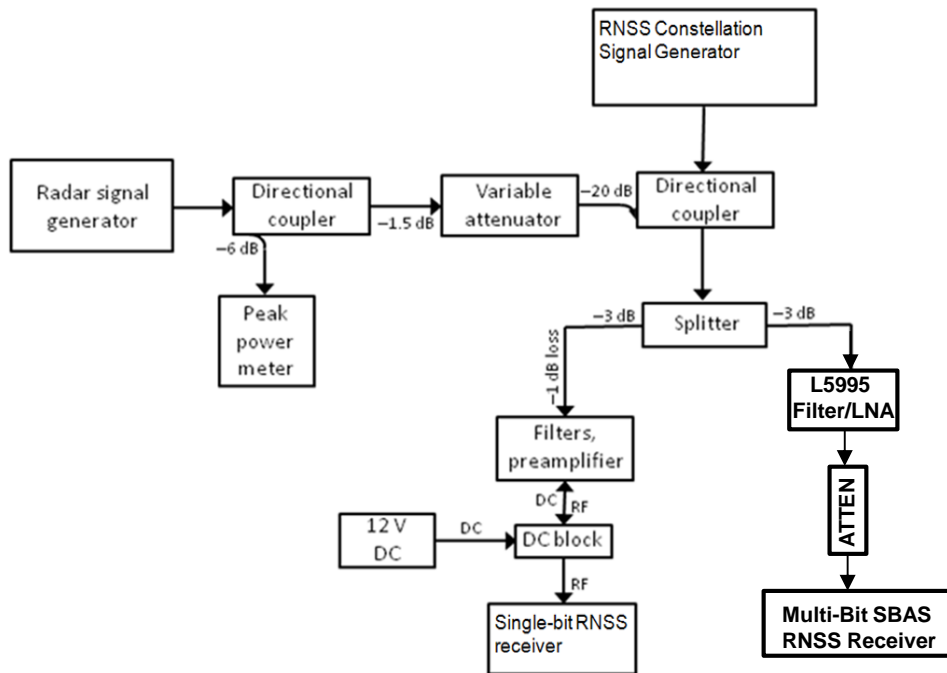 RNSS Constellation
Signal Generator
Radar signal
generator
Directional
coupler
−1.5 dB
Variable
attenuator
−20 dB
Directional
coupler
−6 dB
Peak
power
meter
−3 dB
Splitter
−3 dB
−1 dB loss
L5995
Filter/LNA
Filters,
preamplifier
DC
RF
ATTEN
12 V
DC
DC
DC block
RF
Single-bit RNSS
receiver
Multi-Bit SBAS
RNSS Receiver